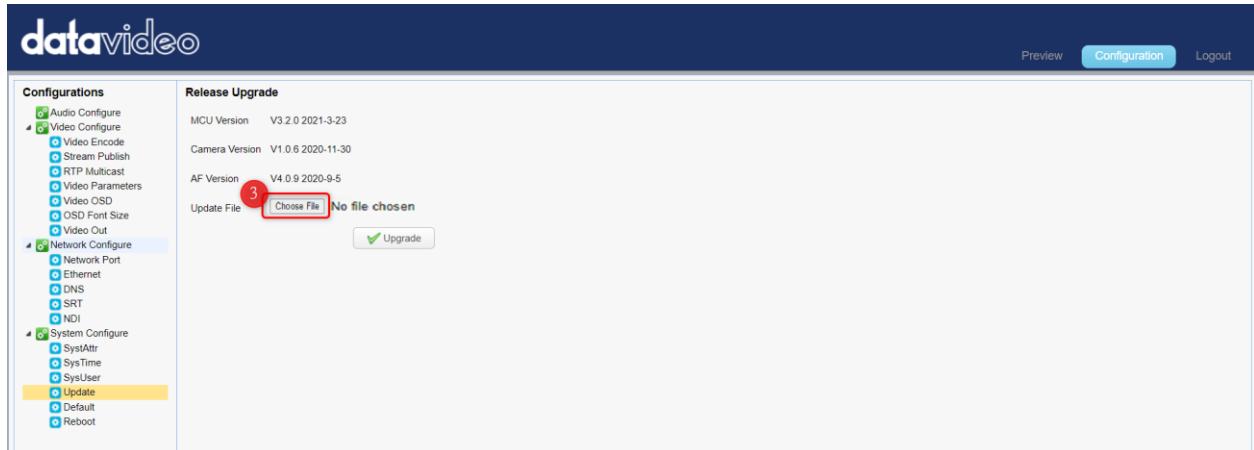 datavideo
Preview Configuration Logout
Configurations
Audio Configure
Video Configure
Video Encode
Stream Publish
RTP Multicast
Video Parameters
Video OSD
OSD Font Size
Video Out
Network Configure
Network Port
Ethernet
DNS
SRT
NDI
System Configure
SystAttr
SysTime
SysUser
Update
Default
Reboot
Release Upgrade
MCU Version V3.2.0 2021-3-23
Camera Version V1.0.6 2020-11-30
AF Version V4.0.9 2020-9-5
3
Update File Choose File No file chosen
Upgrade